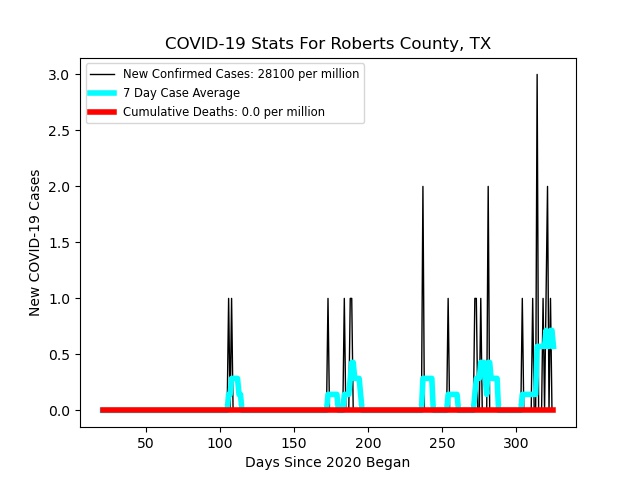 COVID-19 Stats For Roberts County, TX
New Confirmed Cases: 28100 per million
7 Day Case Average
Cumulative Deaths: 0.0 per million
New COVID-19 Cases
3.0
2.5
2.0
1.5
1.0
0.5
0.0
50 100 150 200 250 300
Days Since 2020 Began